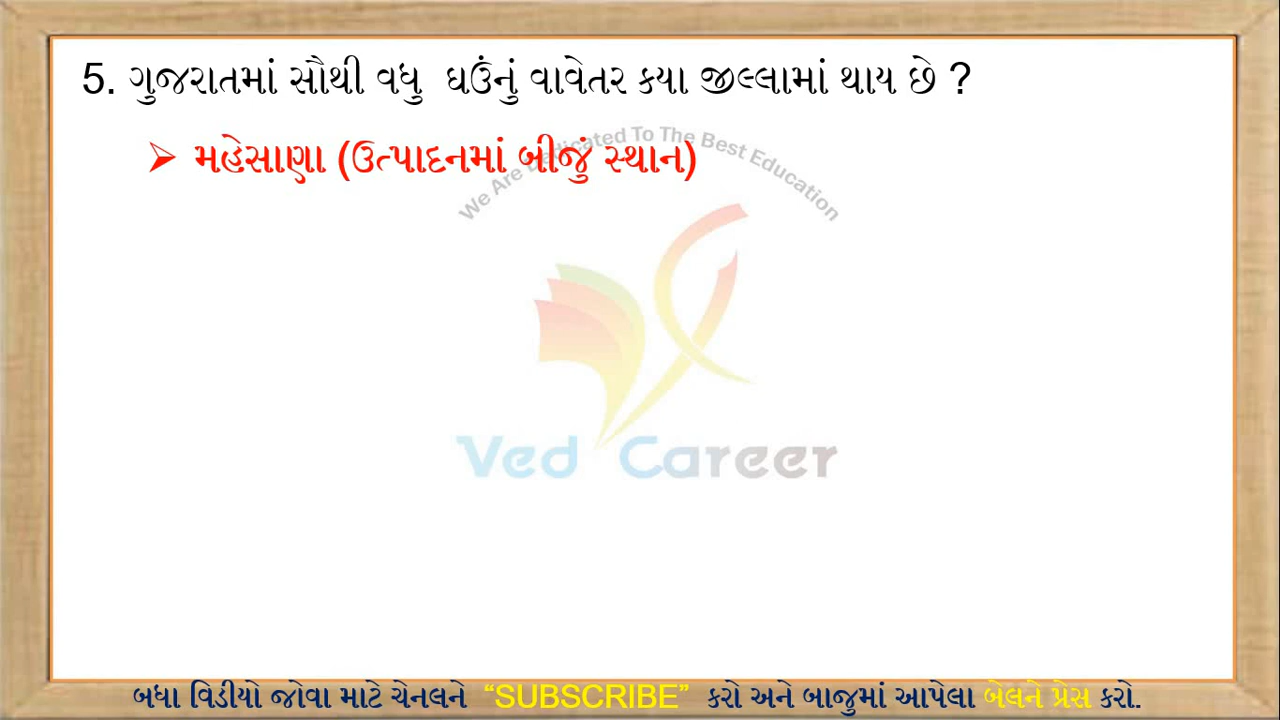 5. ગુજરાતમાં સૌથી વધુ ઘઉંનું વાવેતર કયા જીલ્લામાં થાય છે ?
➢ મહેસાણા (ઉત્પાદનમાં બીજું સ્થાન)
We Are Dedicated To The Best Education
Ved Career
બધા વિડીયો જોવા માટે ચેનલને “SUBSCRIBE” કરો અને બાજુમાં આપેલા બેલને પ્રેસ કરો.